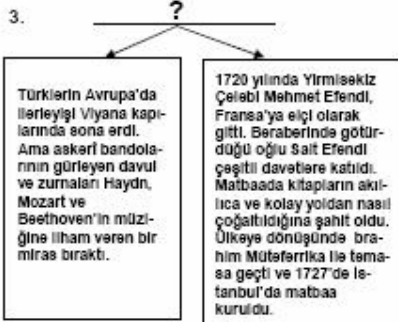 3.
?
Türklerin Avrupa'da
ilerleyişi Viyana kapı-
larında sona erdi.
Ama askerî bandola-
rının gürleyen davul
ve zurnaları Haydn,
Mozart ve
Beethoven'in müzi-
ğine ilham veren bir
miras bıraktı.
1720 yılında Yirmisekiz
Çelebi Mehmet Efendi,
Fransa'ya elçi olarak
gitti. Beraberinde götür-
düğü oğlu Sait Efendi
çeşitli davetlere katıldı.
Matbaada kitapların akıl-
lıca ve kolay yoldan nasıl
çoğaltıldığına şahit oldu.
Ülkeye dönüşünde bra-
him Müteferrika ile tema-
sa geçti ve 1727'de İs-
tanbul'da matbaa
kuruldu.